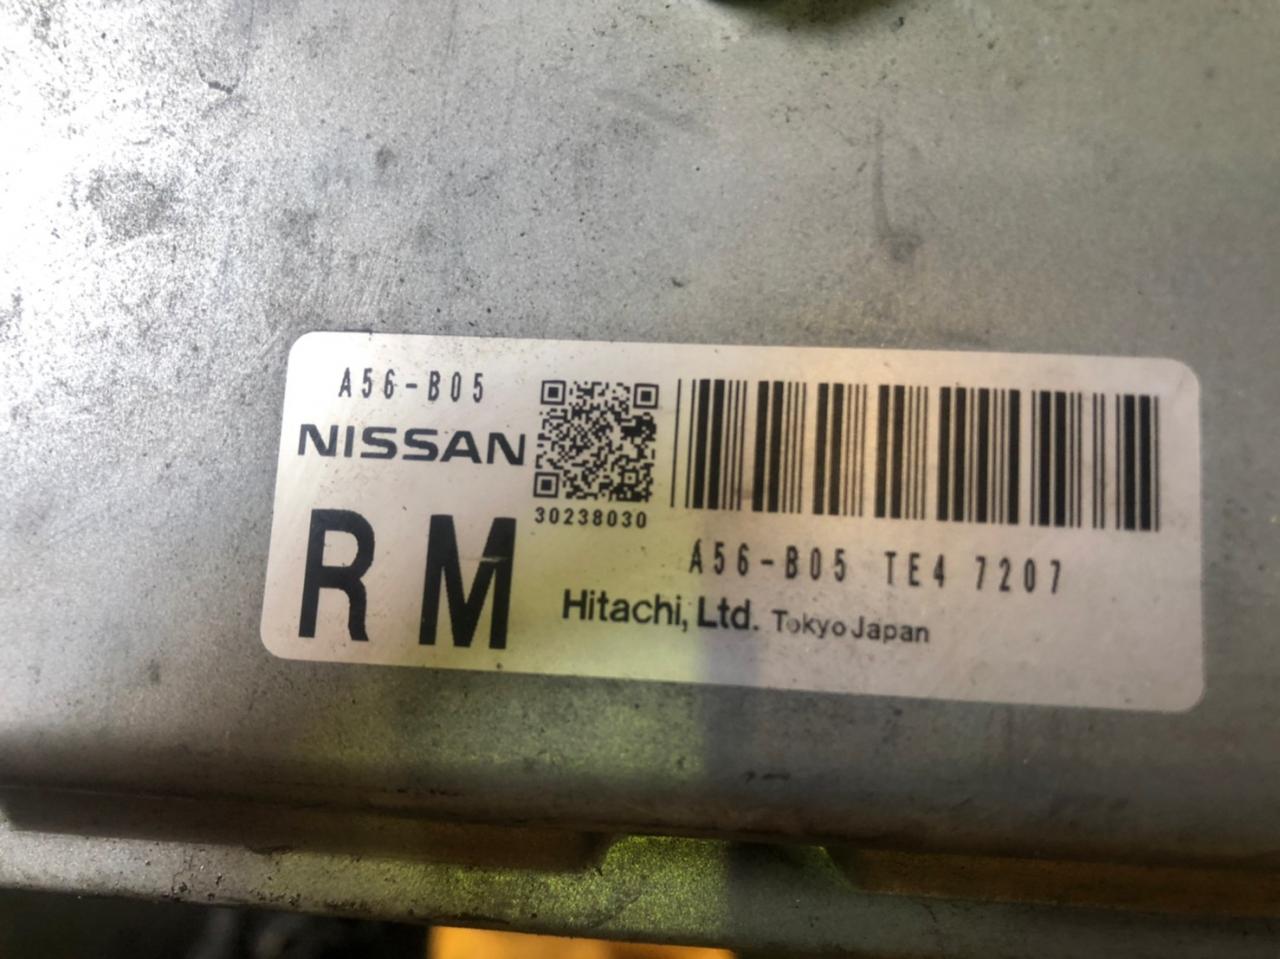 A56-B05
NISSAN
30238030
R M
A56-B05 TE4 7207
Hitachi, Ltd. Tokyo Japan